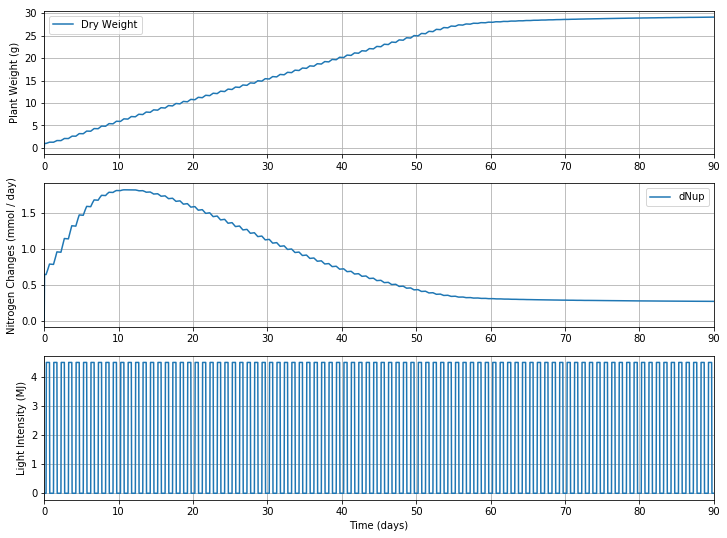 Plant Weight (g)
30
25
20
15
10
5
0
Dry Weight
0 10 20 30 40 50 60 70 80 90
Nitrogen Changes (mmol / day)
1.5
1.0
0.5
0.0
dNup
0 10 20 30 40 50 60 70 80 90
Light Intensity (MJ)
4
3
2
1
0
0 10 20 30 40 50 60 70 80 90
Time (days)